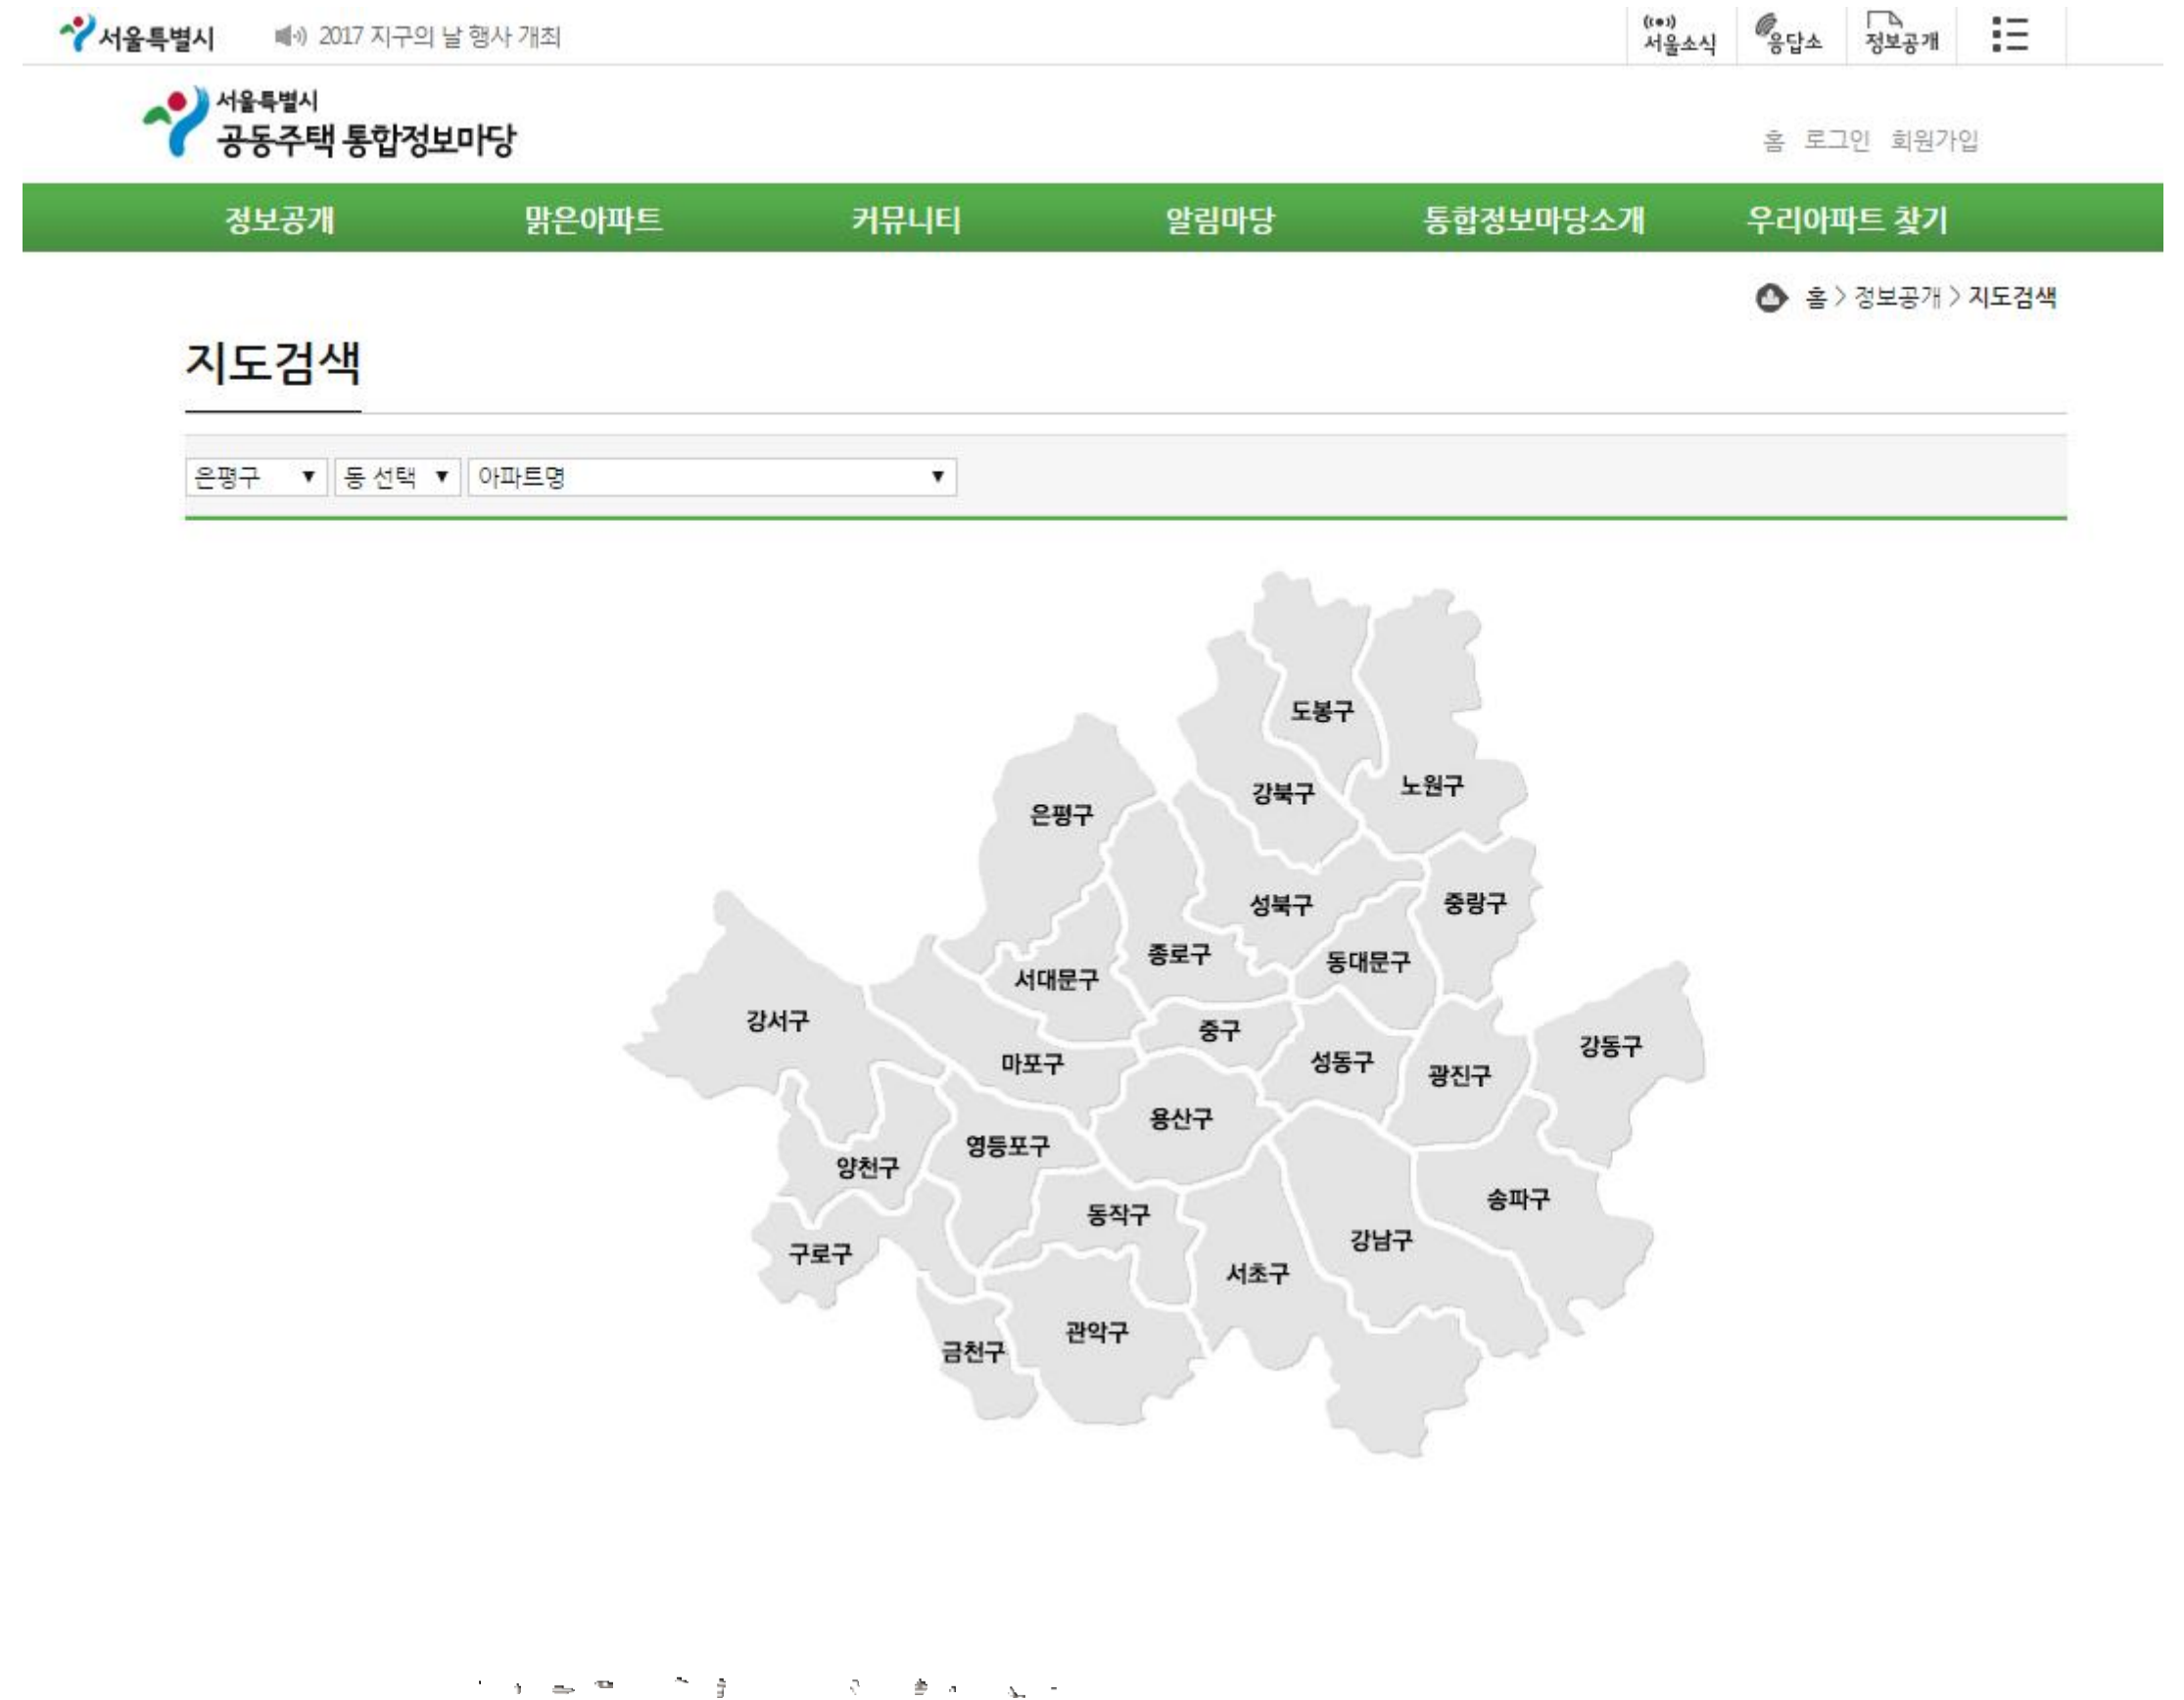 서울특별시 2017 지구의 날 행사 개최 서울소식 응답소 정보공개
서울특별시
공동주택 통합정보마당
홈 로그인 회원가입
정보공개 맑은아파트 커뮤니티 알림마당 통합정보마당소개 우리아파트 찾기
홈 > 정보공개 > 지도검색
지도검색
은평구 ▼ 동 선택 ▼ 아파트명 ▼
도봉구
강북구 노원구
은평구
성북구 중랑구
종로구 동대문구
서대문구
강서구 중구 강동구
마포구 성동구 광진구
용산구
영등포구
양천구
송파구
동작구
강남구
구로구
서초구
관악구
금천구